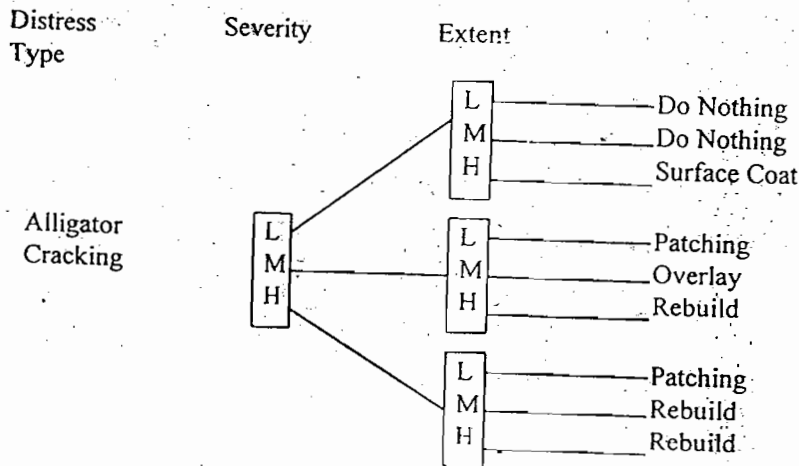 Distress Type
Severity
Extent
L
Do Nothing
M
Do Nothing
H
Surface Coat
Alligator Cracking
L
M
H
L
Patching
M
Overlay
H
Rebuild
L
Patching
M
Rebuild
H
Rebuild